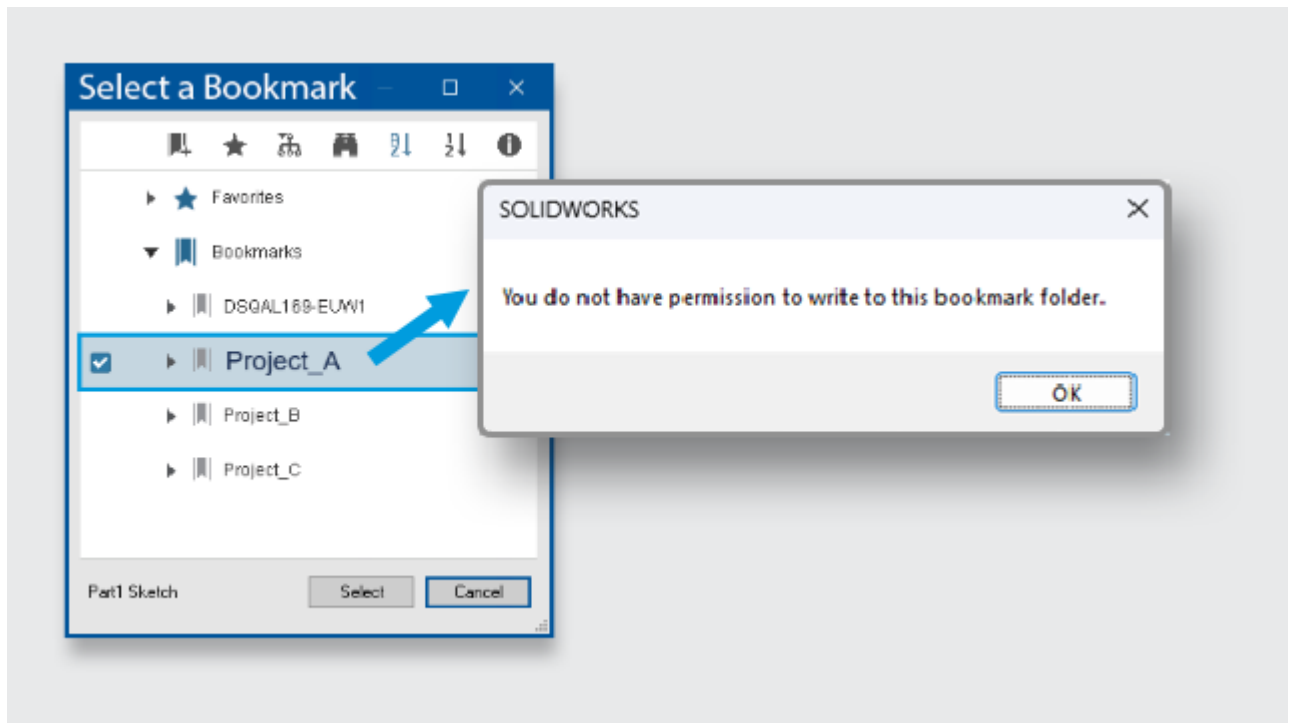 Select a Bookmark
Favorites
Bookmarks
DSQAL169-EUW1
Project_A
Project_B
Project_C
Part1 Sketch
Select
Cancel
SOLIDWORKS
You do not have permission to write to this bookmark folder.
OK